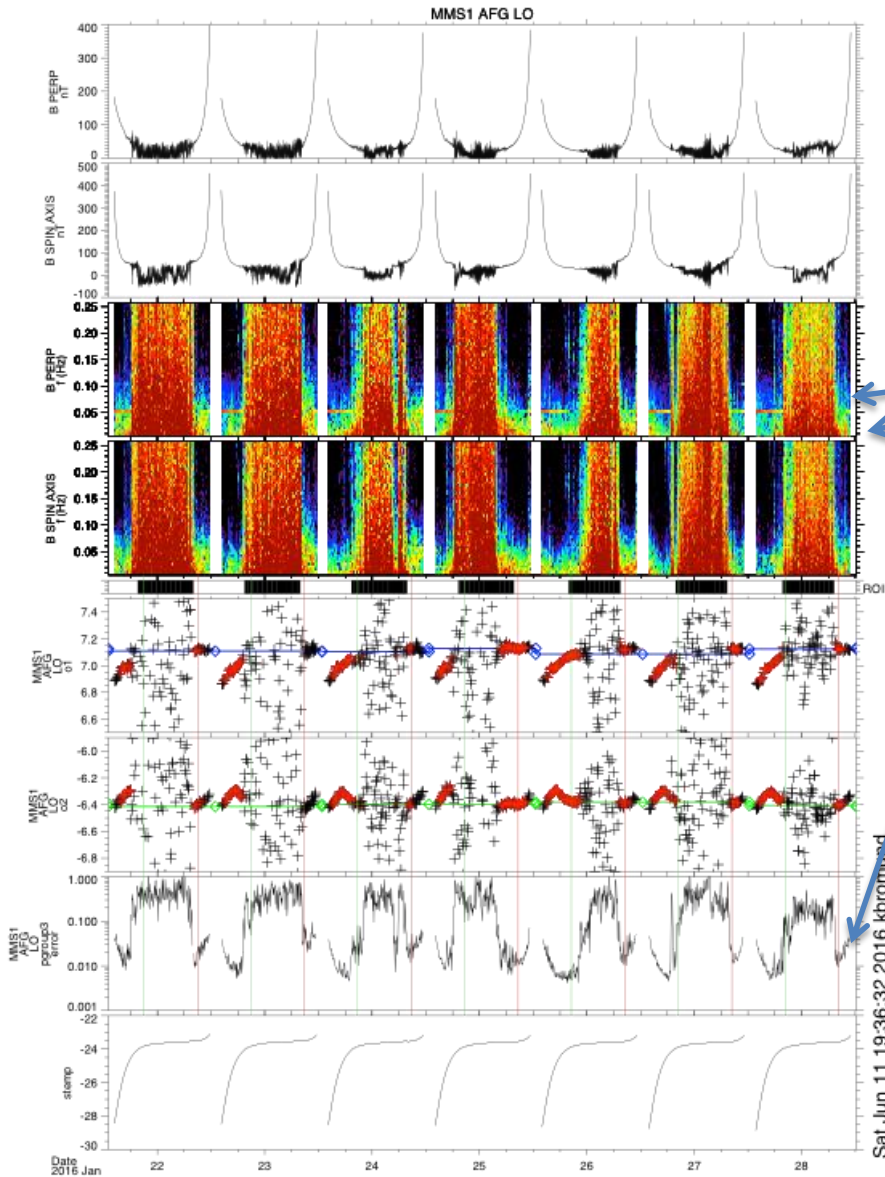 MMS1 AFG LO
400
300
200
100
0
B PERP
nT
500
400
300
200
100
0
-100
B SPIN AXIS
nT
0.25
0.20
0.15
0.10
0.05
B PERP
f (Hz)
0.25
0.20
0.15
0.10
0.05
B SPIN AXIS
f (Hz)
ROI
7.4
7.2
7.0
6.8
6.6
MMS1
AFG
LO
o1
-6.0
-6.2
-6.4
-6.6
-6.8
MMS1
AFG
LO
o2
1.000
0.100
0.010
0.001
MMS1
AFG
LO
pgroup3
error
-22
-24
-26
-28
-30
stemp
Date
2016 Jan
22
23
24
25
26
27
28
Sat Jun 11 19:36:32 2016